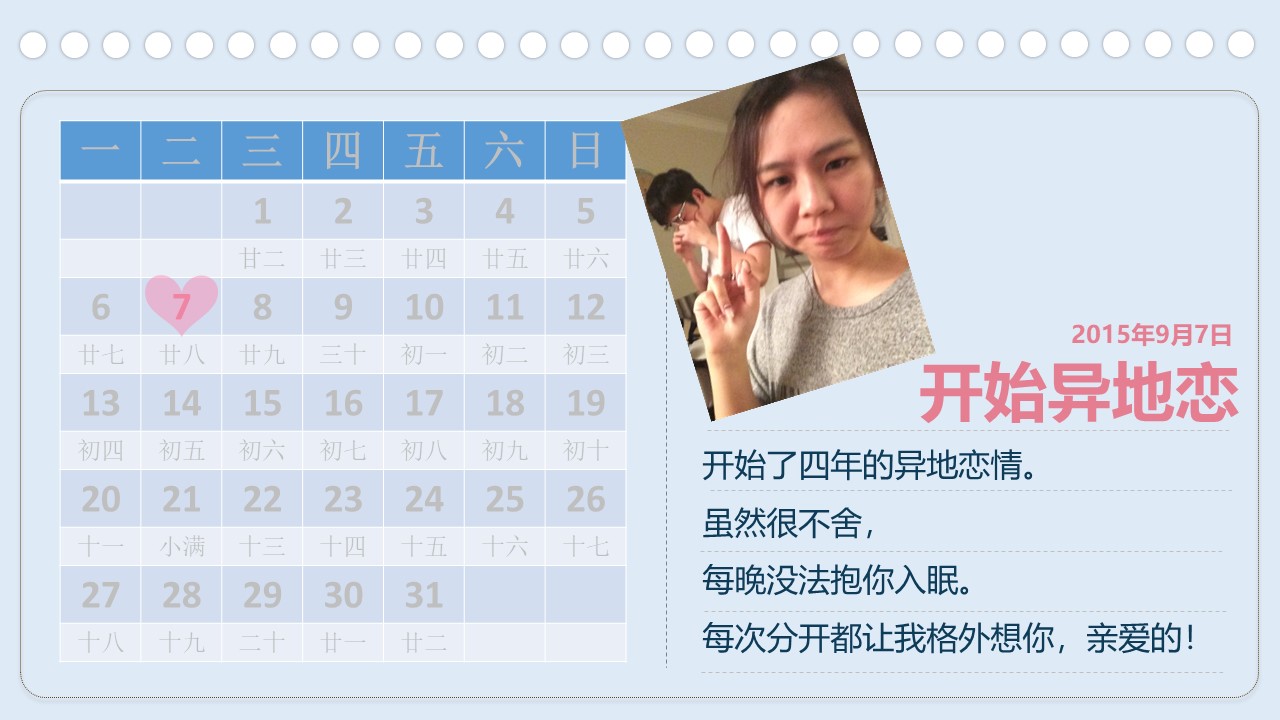 一 二 三 四 五 六 日
1 2 3 4 5
廿二 廿三 廿四 廿五 廿六
6 7 8 9 10 11 12
廿七 廿八 廿九 三十 初一 初二 初三
13 14 15 16 17 18 19
初四 初五 初六 初七 初八 初九 初十
20 21 22 23 24 25 26
十一 小满 十三 十四 十五 十六 十七
27 28 29 30 31
十八 十九 二十 廿一 廿二
2015年9月7日
开始异地恋
开始了四年的异地恋情。
虽然很不舍，
每晚没法抱你入眠。
每次分开都让我格外想你，亲爱的！